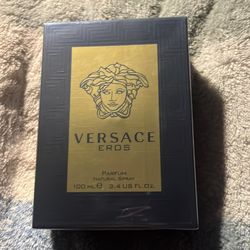 VERSACE
EROS
PARFUM
NATURAL SPRAY
100 ML ℮ 3.4 US FL.OZ.